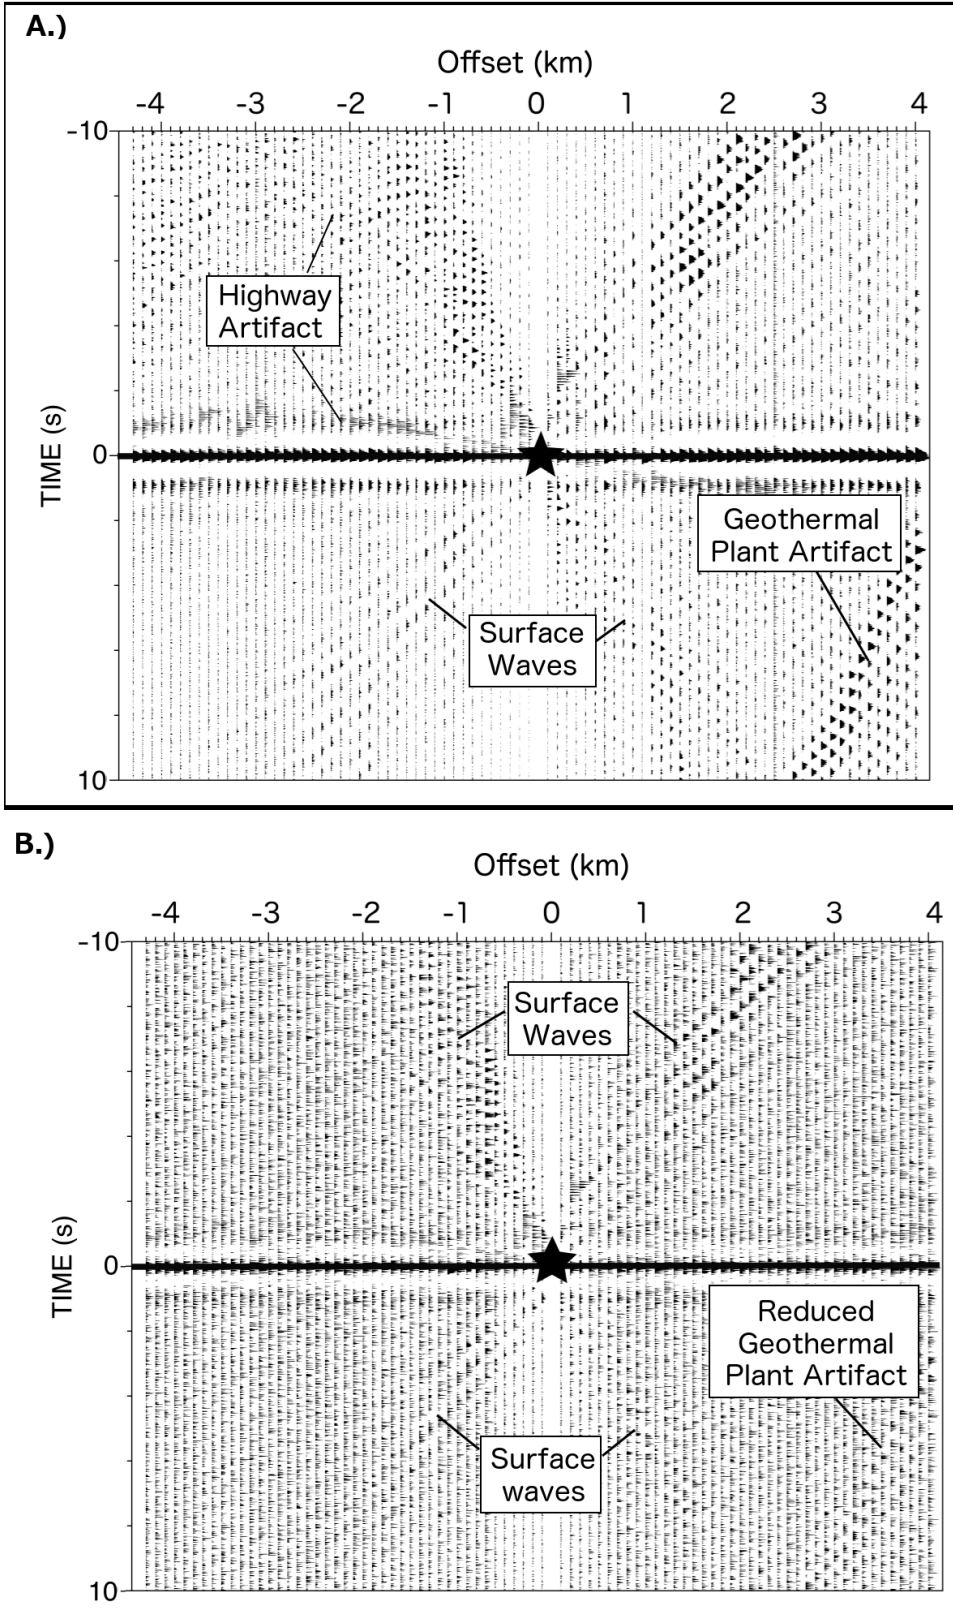 A.)
Offset (km)
-4 -3 -2 -1 0 1 2 3 4
-10
Highway
Artifact
TIME (s)
0
Geothermal
Plant Artifact
Surface
Waves
10
B.)
Offset (km)
-4 -3 -2 -1 0 1 2 3 4
-10
Surface
Waves
TIME (s)
0
Reduced
Geothermal
Plant Artifact
Surface
waves
10